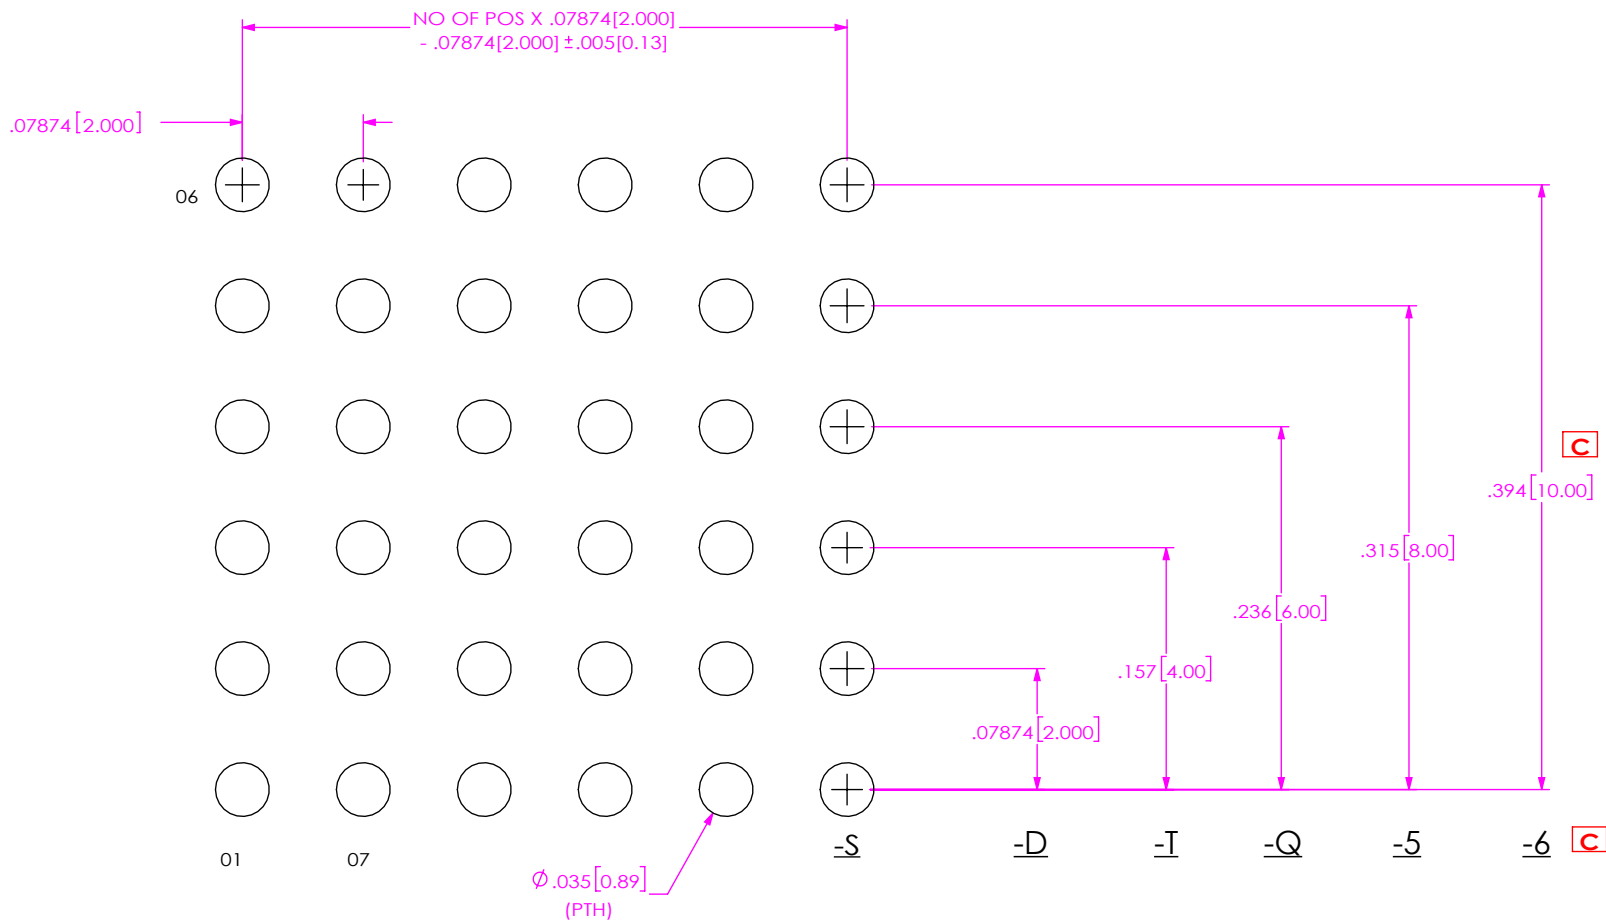 NO OF POS X .07874[2.000]
- .07874[2.000] ±.005[0.13]
.07874[2.000]
06
C
.394[10.00]
.315[8.00]
.236[6.00]
.157[4.00]
.07874[2.000]
-S -D -T -Q -5 -6 C
01 07
Ø .035[0.89]
(PTH)